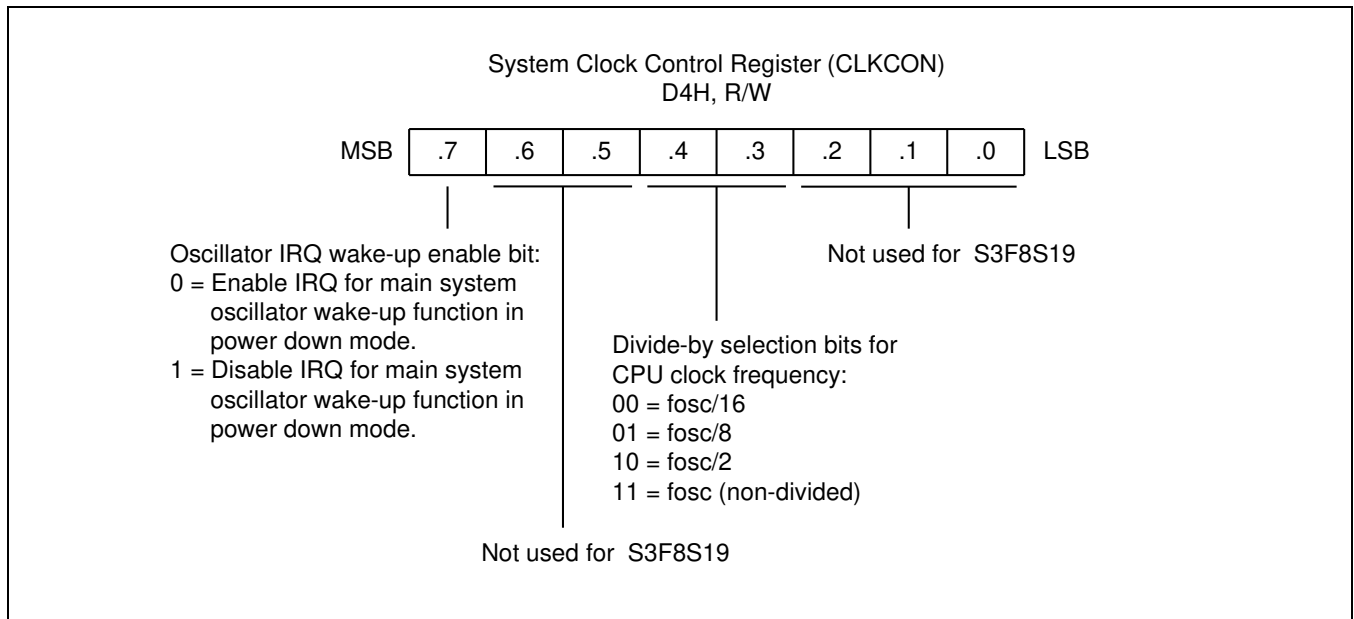 System Clock Control Register (CLKCON)
D4H, R/W
MSB .7 .6 .5 .4 .3 .2 .1 .0 LSB
Oscillator IRQ wake-up enable bit:
0 = Enable IRQ for main system
oscillator wake-up function in
power down mode.
1 = Disable IRQ for main system
oscillator wake-up function in
power down mode.
Not used for S3F8S19
Divide-by selection bits for
CPU clock frequency:
00 = fosc/16
01 = fosc/8
10 = fosc/2
11 = fosc (non-divided)
Not used for S3F8S19